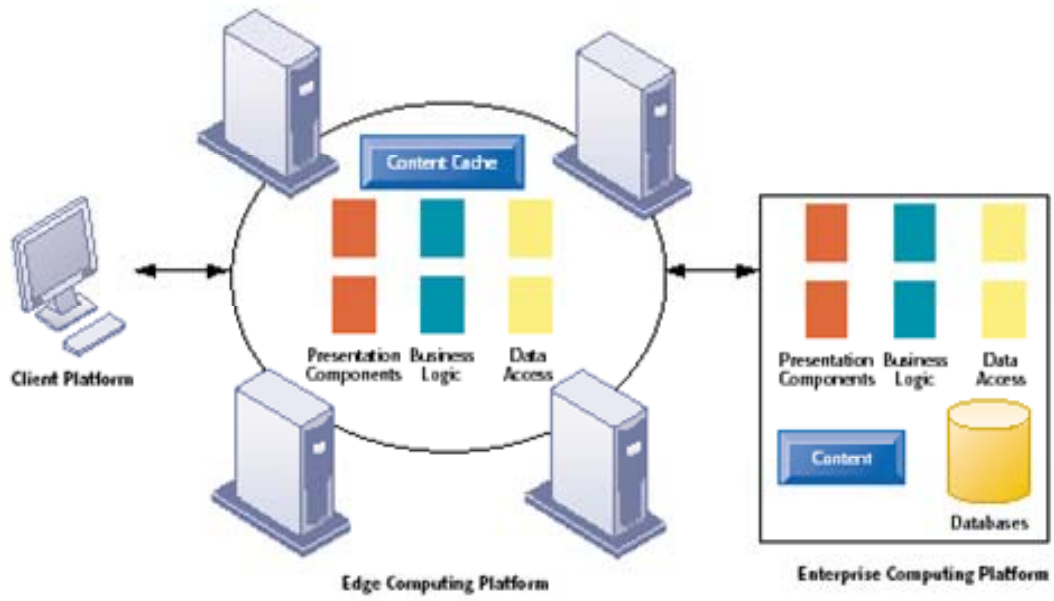 Content Cache
Presentation Business Data
Components Logic Access
Client Platform
Presentation Business Data
Components Logic Access
Content
Databases
Edge Computing Platform
Enterprise Computing Platform